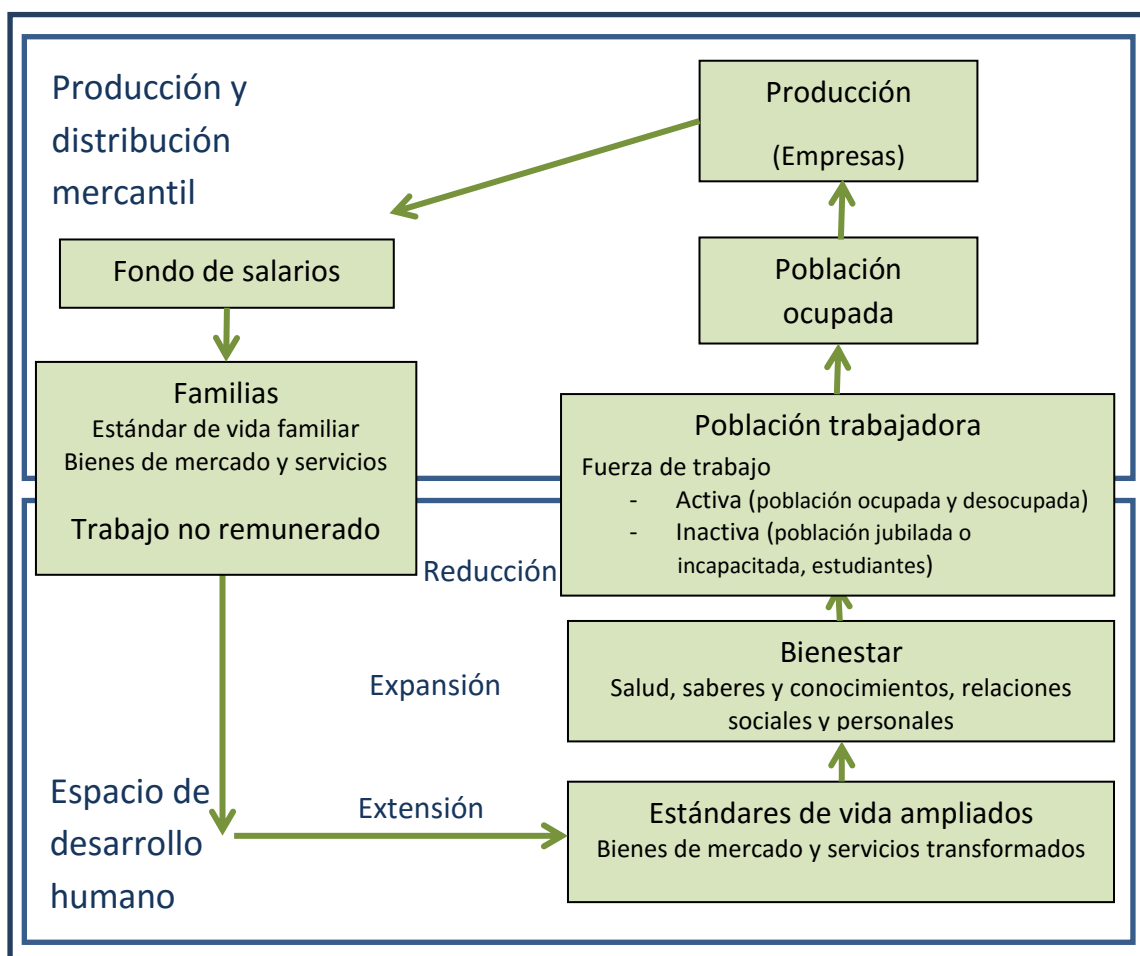 Producción y
distribución
mercantil
Producción
(Empresas)
Fondo de salarios
Población
ocupada
Familias
Estándar de vida familiar
Bienes de mercado y servicios
Trabajo no remunerado
Población trabajadora
Fuerza de trabajo
- Activa (población ocupada y desocupada)
- Inactiva (población jubilada o
incapacitada, estudiantes)
Reducción
Bienestar
Salud, saberes y conocimientos, relaciones
sociales y personales
Expansión
Espacio de
desarrollo
humano
Extensión
Estándares de vida ampliados
Bienes de mercado y servicios transformados